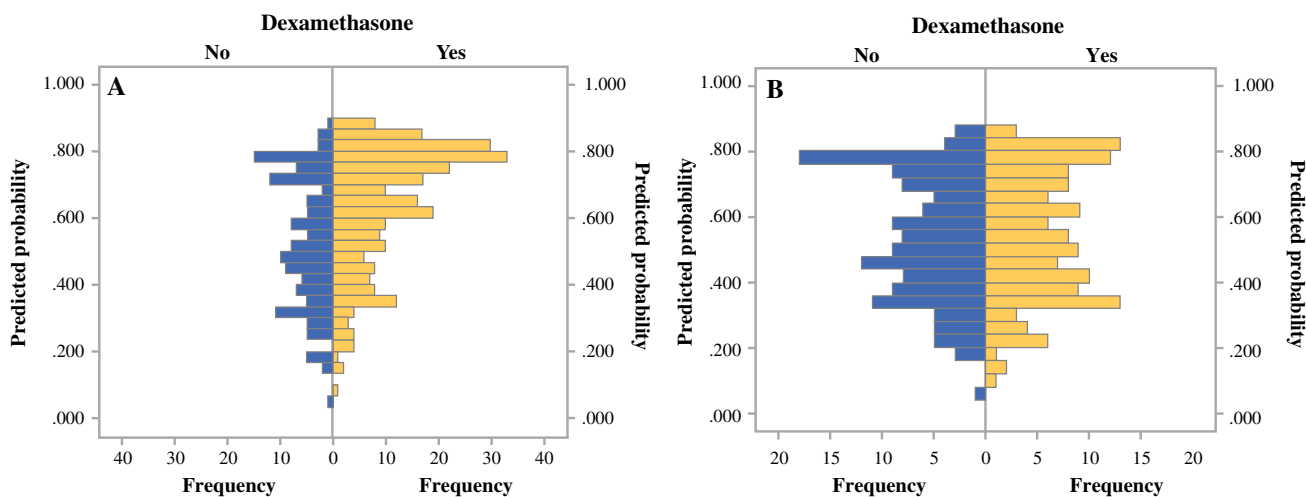 Dexamethasone
No Yes
A
1.000 1.000
.800 .800
.600 .600
.400 .400
.200 .200
.000 .000
Predicted probability
Predicted probability
40 30 20 10 0 10 20 30 40
Frequency Frequency
Dexamethasone
No Yes
B
1.000 1.000
.800 .800
.600 .600
.400 .400
.200 .200
.000 .000
Predicted probability
Predicted probability
20 15 10 5 0 5 10 15 20
Frequency Frequency